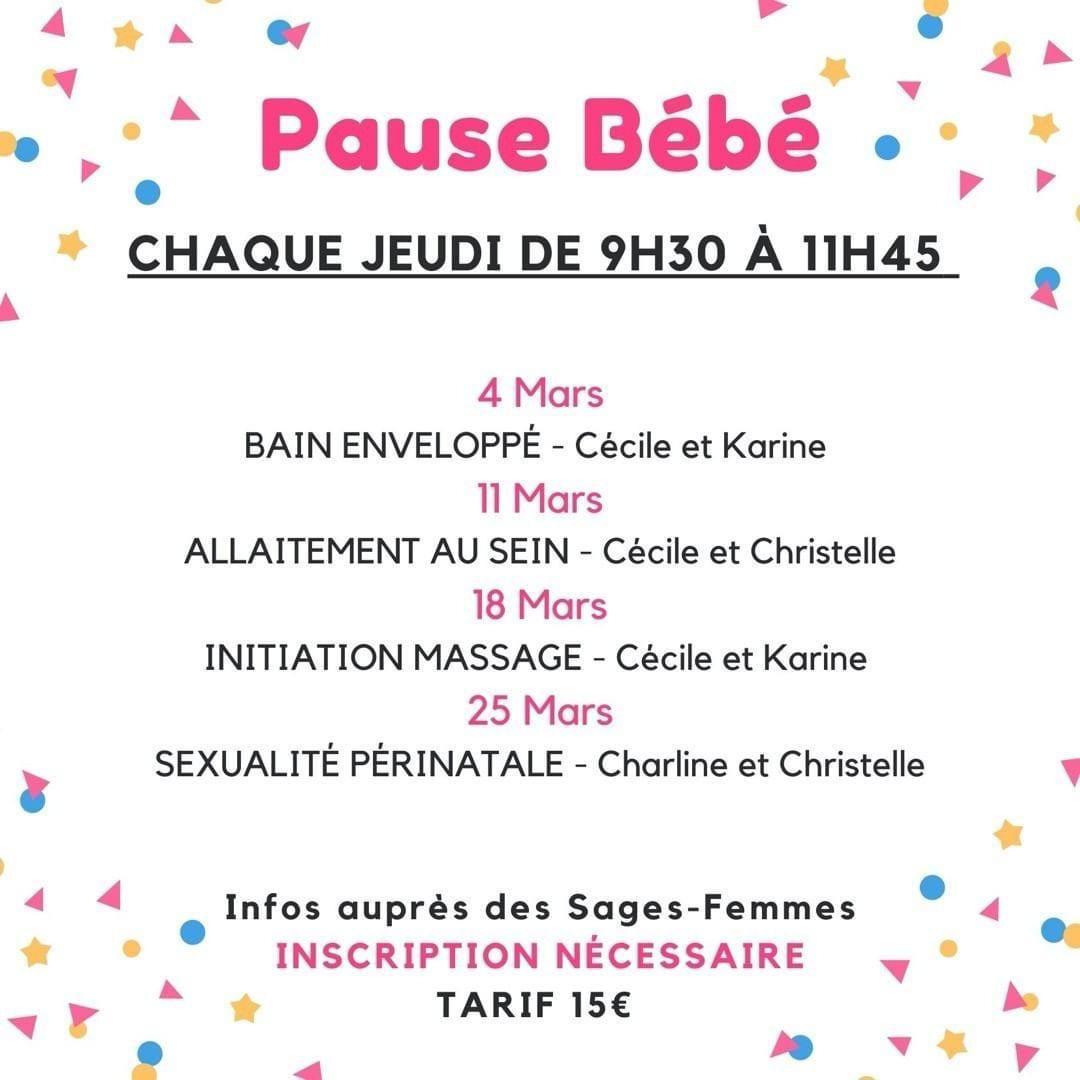 Pause Bébé
CHAQUE JEUDI DE 9H30 À 11H45
4 Mars
BAIN ENVELOPPÉ - Cécile et Karine
11 Mars
ALLAITEMENT AU SEIN - Cécile et Christelle
18 Mars
INITIATION MASSAGE - Cécile et Karine
25 Mars
SEXUALITÉ PÉRINATALE - Charline et Christelle
Infos auprès des Sages-Femmes
INSCRIPTION NÉCESSAIRE
TARIF 15€